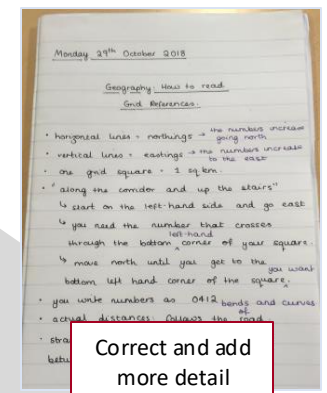 Monday 29th October 2018
Geography: How to read
Grid References.
• horizontal lines = northings → the numbers increase
going north
• vertical lines = eastings → the numbers increase
to the east
• one grid square = 1 sq km.
• "along the corridor and up the stairs"
↳ start on the left-hand side and go east
↳ you need the number that crosses
left-hand
through the bottom ^ corner of your square.
↳ move north until you get to the
you want
bottom left hand corner of the square ^.
• you write numbers as 0412
bends and curves
of
• actual distances: follows the road.
• stra
betw
Correct and add
more detail